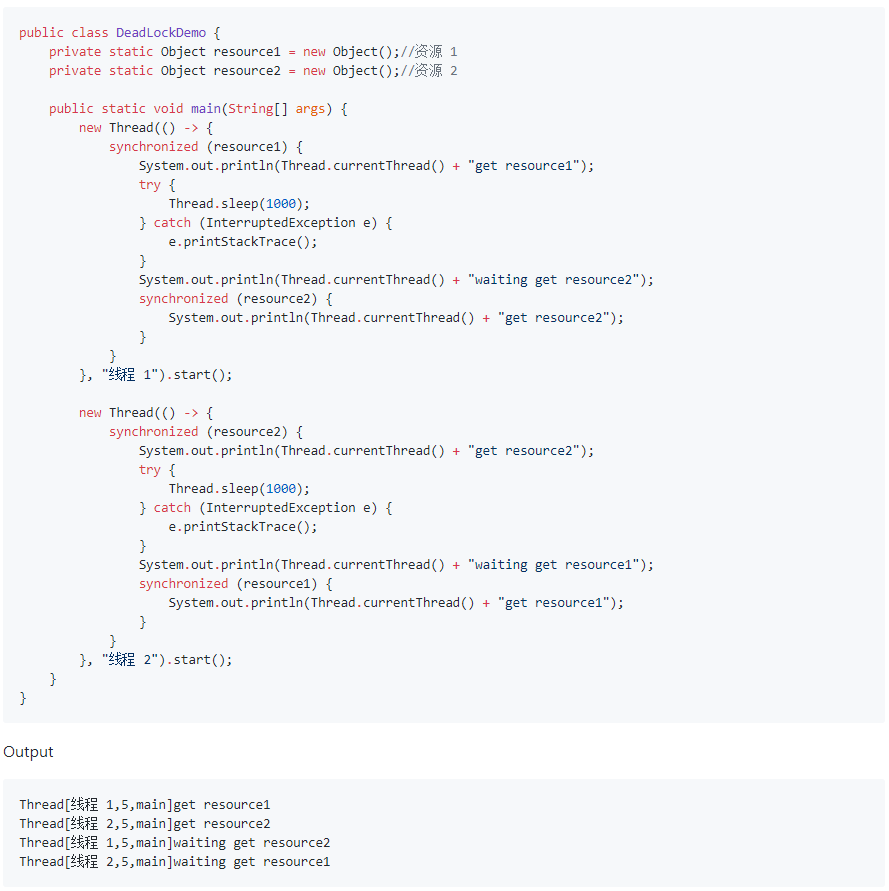 public class DeadLockDemo {
    private static Object resource1 = new Object();//资源 1
    private static Object resource2 = new Object();//资源 2

    public static void main(String[] args) {
        new Thread(() -> {
            synchronized (resource1) {
                System.out.println(Thread.currentThread() + "get resource1");
                try {
                    Thread.sleep(1000);
                } catch (InterruptedException e) {
                    e.printStackTrace();
                }
                System.out.println(Thread.currentThread() + "waiting get resource2");
                synchronized (resource2) {
                    System.out.println(Thread.currentThread() + "get resource2");
                }
            }
        }, "线程 1").start();

        new Thread(() -> {
            synchronized (resource2) {
                System.out.println(Thread.currentThread() + "get resource2");
                try {
                    Thread.sleep(1000);
                } catch (InterruptedException e) {
                    e.printStackTrace();
                }
                System.out.println(Thread.currentThread() + "waiting get resource1");
                synchronized (resource1) {
                    System.out.println(Thread.currentThread() + "get resource1");
                }
            }
        }, "线程 2").start();
    }
}

Output

Thread[线程 1,5,main]get resource1
Thread[线程 2,5,main]get resource2
Thread[线程 1,5,main]waiting get resource2
Thread[线程 2,5,main]waiting get resource1